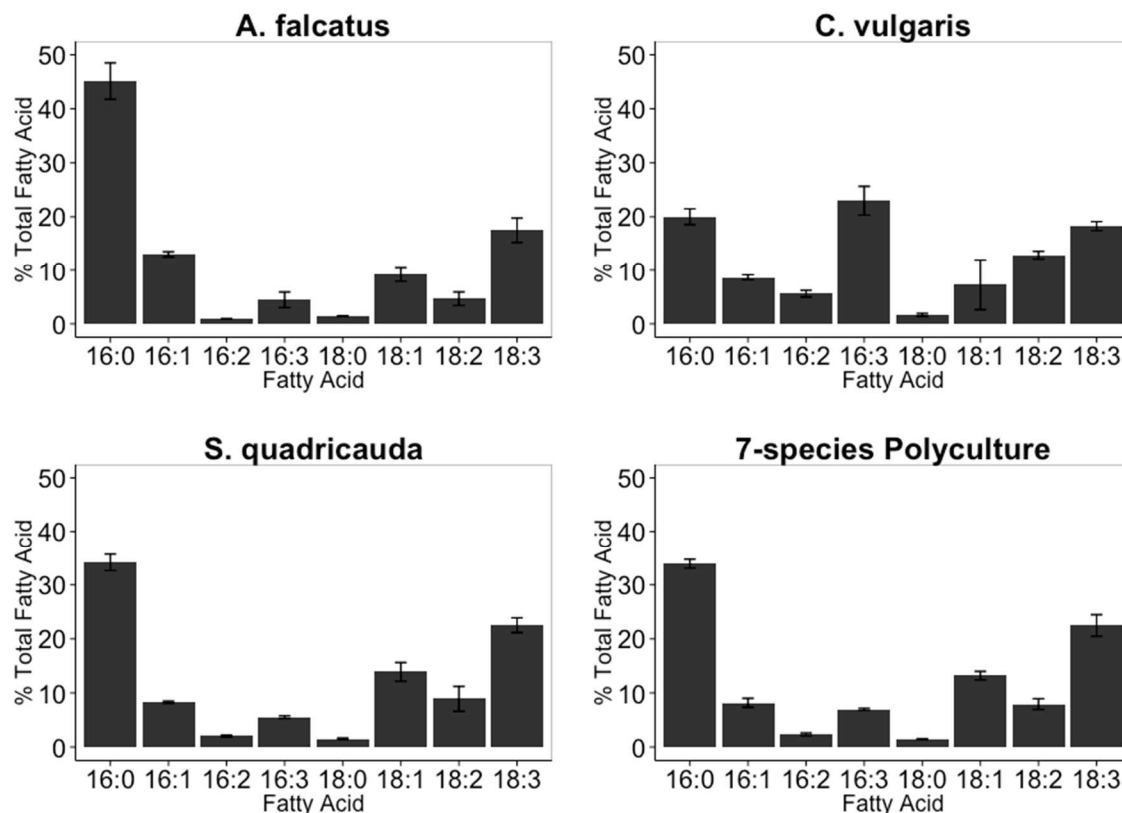 A. falcatus
% Total Fatty Acid
50
40
30
20
10
0
16:0 16:1 16:2 16:3 18:0 18:1 18:2 18:3
Fatty Acid
C. vulgaris
% Total Fatty Acid
50
40
30
20
10
0
16:0 16:1 16:2 16:3 18:0 18:1 18:2 18:3
Fatty Acid
S. quadricauda
% Total Fatty Acid
50
40
30
20
10
0
16:0 16:1 16:2 16:3 18:0 18:1 18:2 18:3
Fatty Acid
7-species Polyculture
% Total Fatty Acid
50
40
30
20
10
0
16:0 16:1 16:2 16:3 18:0 18:1 18:2 18:3
Fatty Acid